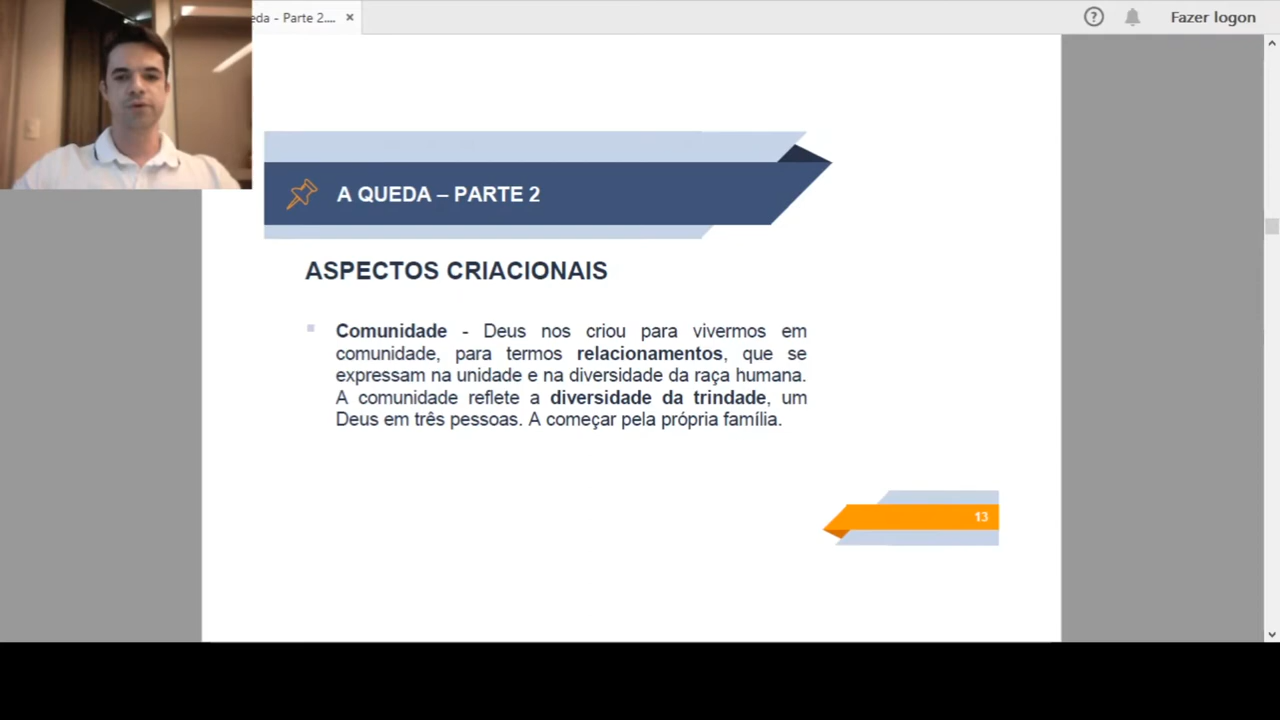 eda - Parte 2....
Fazer logon
A QUEDA – PARTE 2
ASPECTOS CRIACIONAIS
Comunidade - Deus nos criou para vivermos em
comunidade, para termos relacionamentos, que se
expressam na unidade e na diversidade da raça humana.
A comunidade reflete a diversidade da trindade, um
Deus em três pessoas. A começar pela própria família.
13